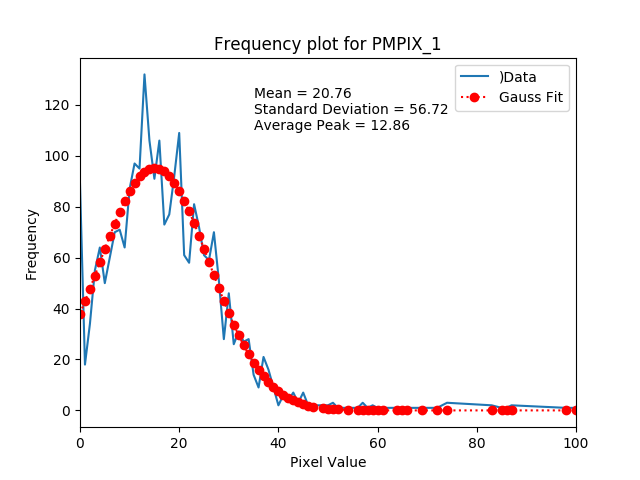 Frequency plot for PMPIX_1
)Data
Gauss Fit
Mean = 20.76
Standard Deviation = 56.72
Average Peak = 12.86
Frequency
120
100
80
60
40
20
0
0 20 40 60 80 100
Pixel Value